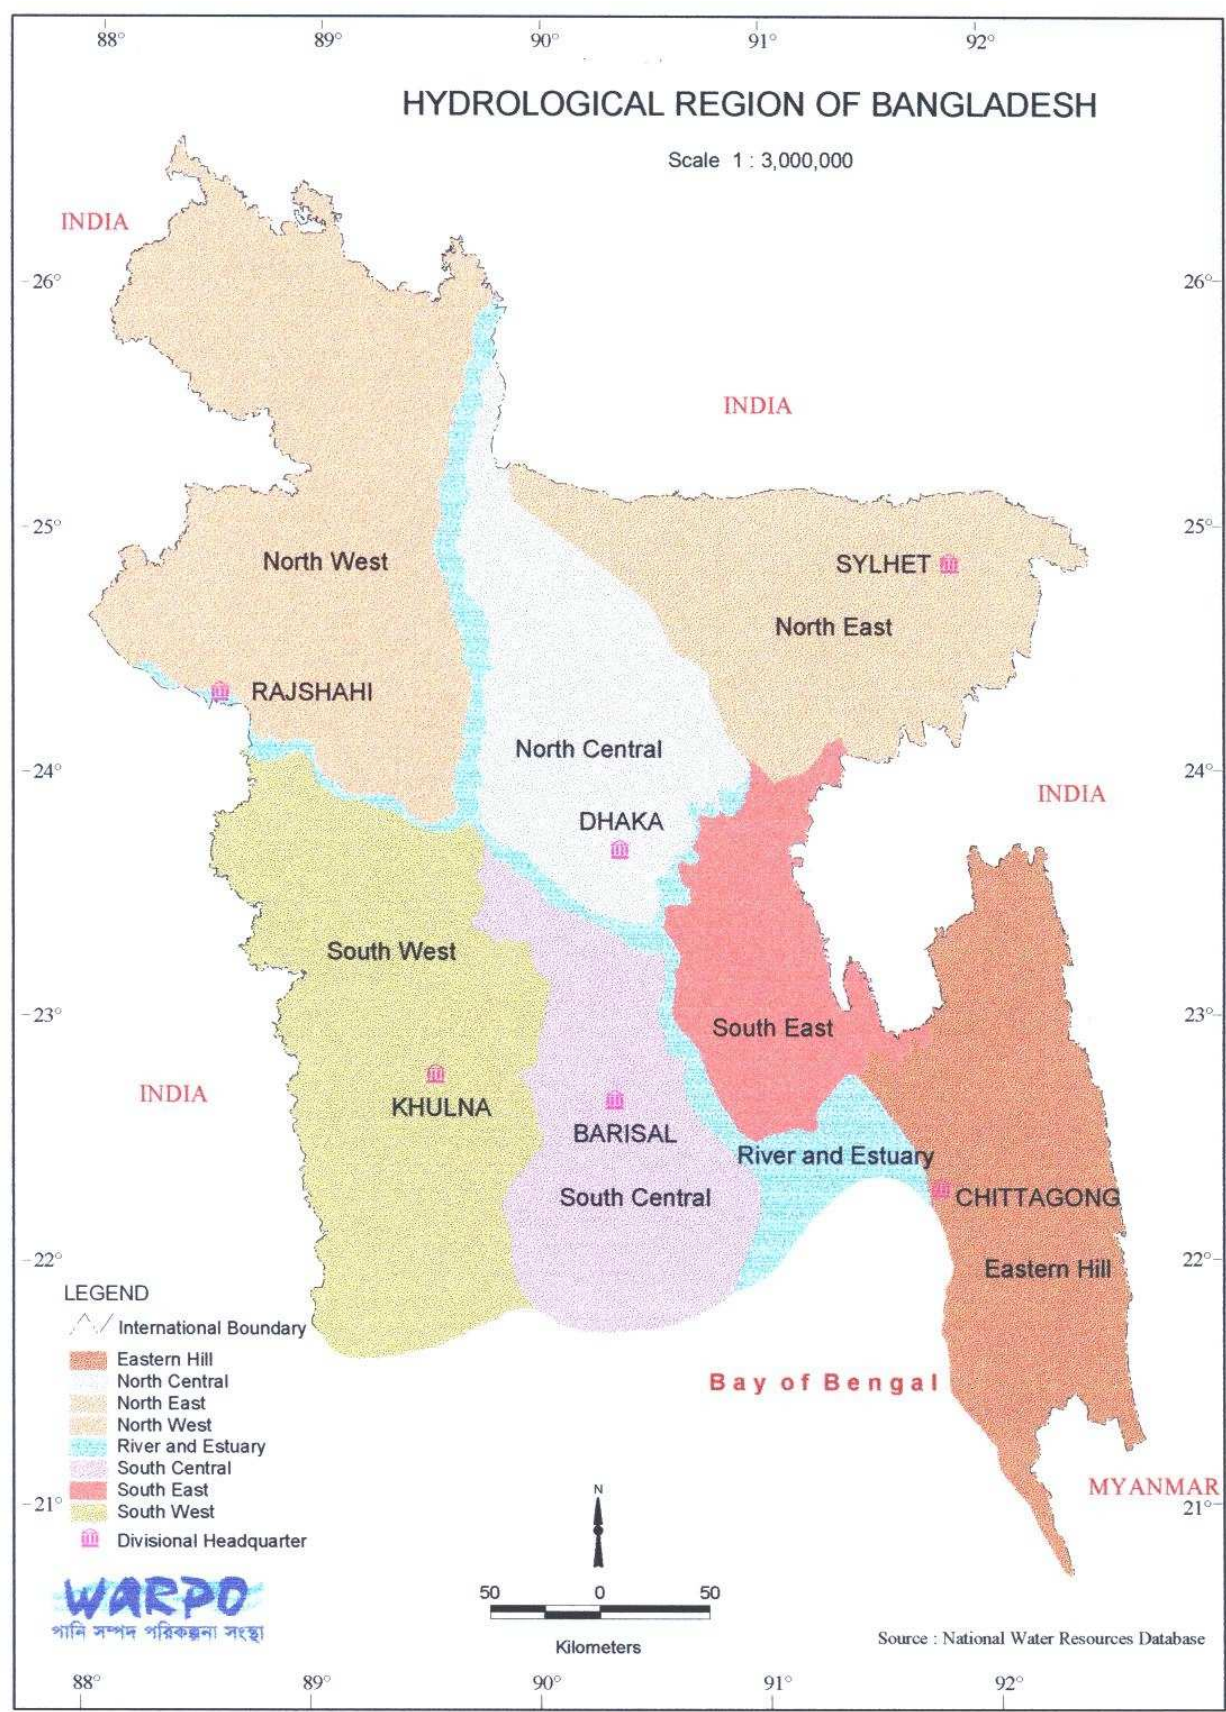 88° 89° 90° 91° 92°
HYDROLOGICAL REGION OF BANGLADESH
Scale 1 : 3,000,000
INDIA
26° 26°
INDIA
25° 25°
North West
SYLHET
North East
RAJSHAHI
North Central
24° 24°
INDIA
DHAKA
South West
23° 23°
South East
INDIA
KHULNA
BARISAL
River and Estuary
South Central
CHITTAGONG
22° 22°
Eastern Hill
LEGEND
International Boundary
Eastern Hill
North Central
North East
North West
River and Estuary
South Central
South East
South West
Divisional Headquarter
Bay of Bengal
MYANMAR
21° 21°
N
WARPO
পানি সম্পদ পরিকল্পনা সংস্থা
50 0 50
Kilometers
Source : National Water Resources Database
88° 89° 90° 91° 92°